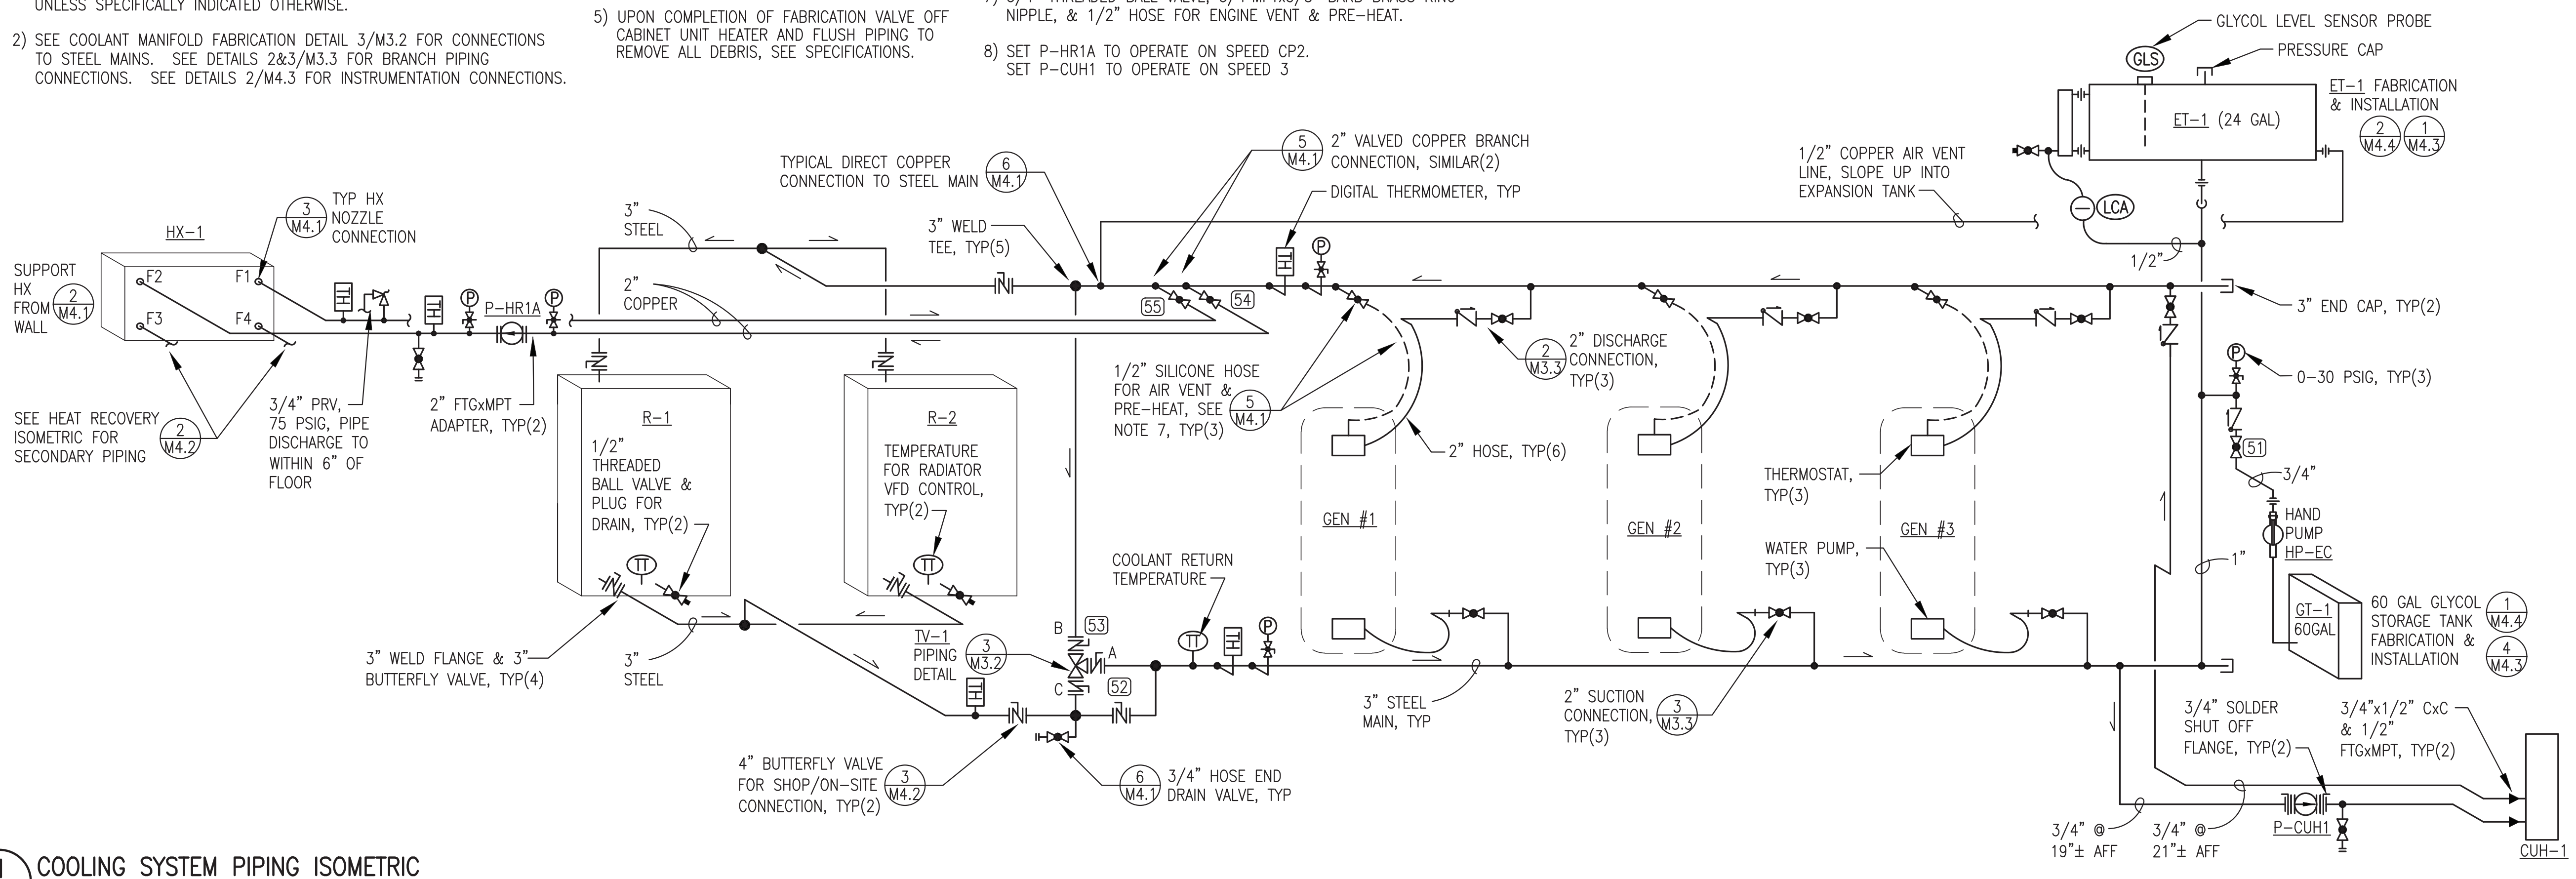 UNLESS SPECIFICALLY INDICATED OTHERWISE.
2) SEE COOLANT MANIFOLD FABRICATION DETAIL 3/M3.2 FOR CONNECTIONS
TO STEEL MAINS. SEE DETAILS 2&3/M3.3 FOR BRANCH PIPING
CONNECTIONS. SEE DETAILS 2/M4.3 FOR INSTRUMENTATION CONNECTIONS.
5) UPON COMPLETION OF FABRICATION VALVE OFF
CABINET UNIT HEATER AND FLUSH PIPING TO
REMOVE ALL DEBRIS, SEE SPECIFICATIONS.
NIPPLE, & 1/2" HOSE FOR ENGINE VENT & PRE-HEAT.
8) SET P-HR1A TO OPERATE ON SPEED CP2.
SET P-CUH1 TO OPERATE ON SPEED 3
GLYCOL LEVEL SENSOR PROBE
PRESSURE CAP
GLS
ET-1 FABRICATION
& INSTALLATION
2
M4.4
1
M4.3
ET-1 (24 GAL)
LCA
1/2"
1/2" COPPER AIR VENT
LINE, SLOPE UP INTO
EXPANSION TANK
5
M4.1
2" VALVED COPPER BRANCH
CONNECTION, SIMILAR(2)
DIGITAL THERMOMETER, TYP
TYPICAL DIRECT COPPER
CONNECTION TO STEEL MAIN
6
M4.1
3" WELD
TEE, TYP(5)
3"
STEEL
2"
COPPER
3
M4.1
TYP HX
NOZZLE
CONNECTION
HX-1
F2
F1
F3
F4
SUPPORT
HX
FROM
WALL
2
M4.1
TH
TH
P
P-HR1A
P
55
54
TH
P
3" END CAP, TYP(2)
SEE HEAT RECOVERY
ISOMETRIC FOR
SECONDARY PIPING
2
M4.2
3/4" PRV,
75 PSIG, PIPE
DISCHARGE TO
WITHIN 6" OF
FLOOR
2" FTGxMPT
ADAPTER, TYP(2)
R-1
1/2"
THREADED
BALL VALVE &
PLUG FOR
DRAIN, TYP(2)
TT
R-2
TEMPERATURE
FOR RADIATOR
VFD CONTROL,
TYP(2)
TT
1/2" SILICONE HOSE
FOR AIR VENT &
PRE-HEAT, SEE
NOTE 7, TYP(3)
5
M4.1
2
M3.3
2" DISCHARGE
CONNECTION,
TYP(3)
2" HOSE, TYP(6)
THERMOSTAT,
TYP(3)
GEN #1
GEN #2
GEN #3
WATER PUMP,
TYP(3)
P
0-30 PSIG, TYP(3)
51
3/4"
HAND
PUMP
HP-EC
1"
GT-1
60GAL
60 GAL GLYCOL
STORAGE TANK
FABRICATION &
INSTALLATION
1
M4.4
4
M4.3
COOLANT RETURN
TEMPERATURE
TT
TH
P
B
53
A
C
52
TV-1
PIPING
DETAIL
3
M3.2
3" WELD FLANGE & 3"
BUTTERFLY VALVE, TYP(4)
3"
STEEL
TH
4" BUTTERFLY VALVE
FOR SHOP/ON-SITE
CONNECTION, TYP(2)
3
M4.2
6
M4.1
3/4" HOSE END
DRAIN VALVE, TYP
3" STEEL
MAIN, TYP
2" SUCTION
CONNECTION,
TYP(3)
3
M3.3
3/4" SOLDER
SHUT OFF
FLANGE, TYP(2)
3/4"x1/2" CxC
& 1/2"
FTGxMPT, TYP(2)
3/4" @
19"± AFF
3/4" @
21"± AFF
P-CUH1
CUH-1
COOLING SYSTEM PIPING ISOMETRIC